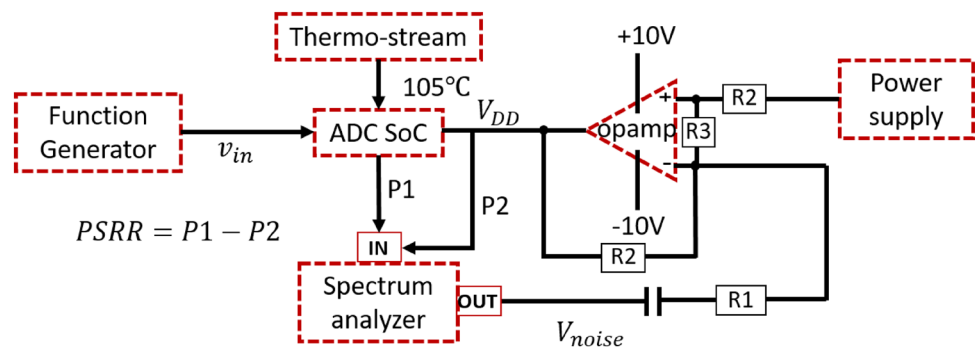 Thermo-stream
+10V
Power
supply
Function
Generator
105℃
V_DD
R2
+
opamp
R3
-
ADC SoC
v_in
P1
P2
-10V
PSRR = P1 − P2
IN
R2
Spectrum
analyzer
OUT
R1
V_noise